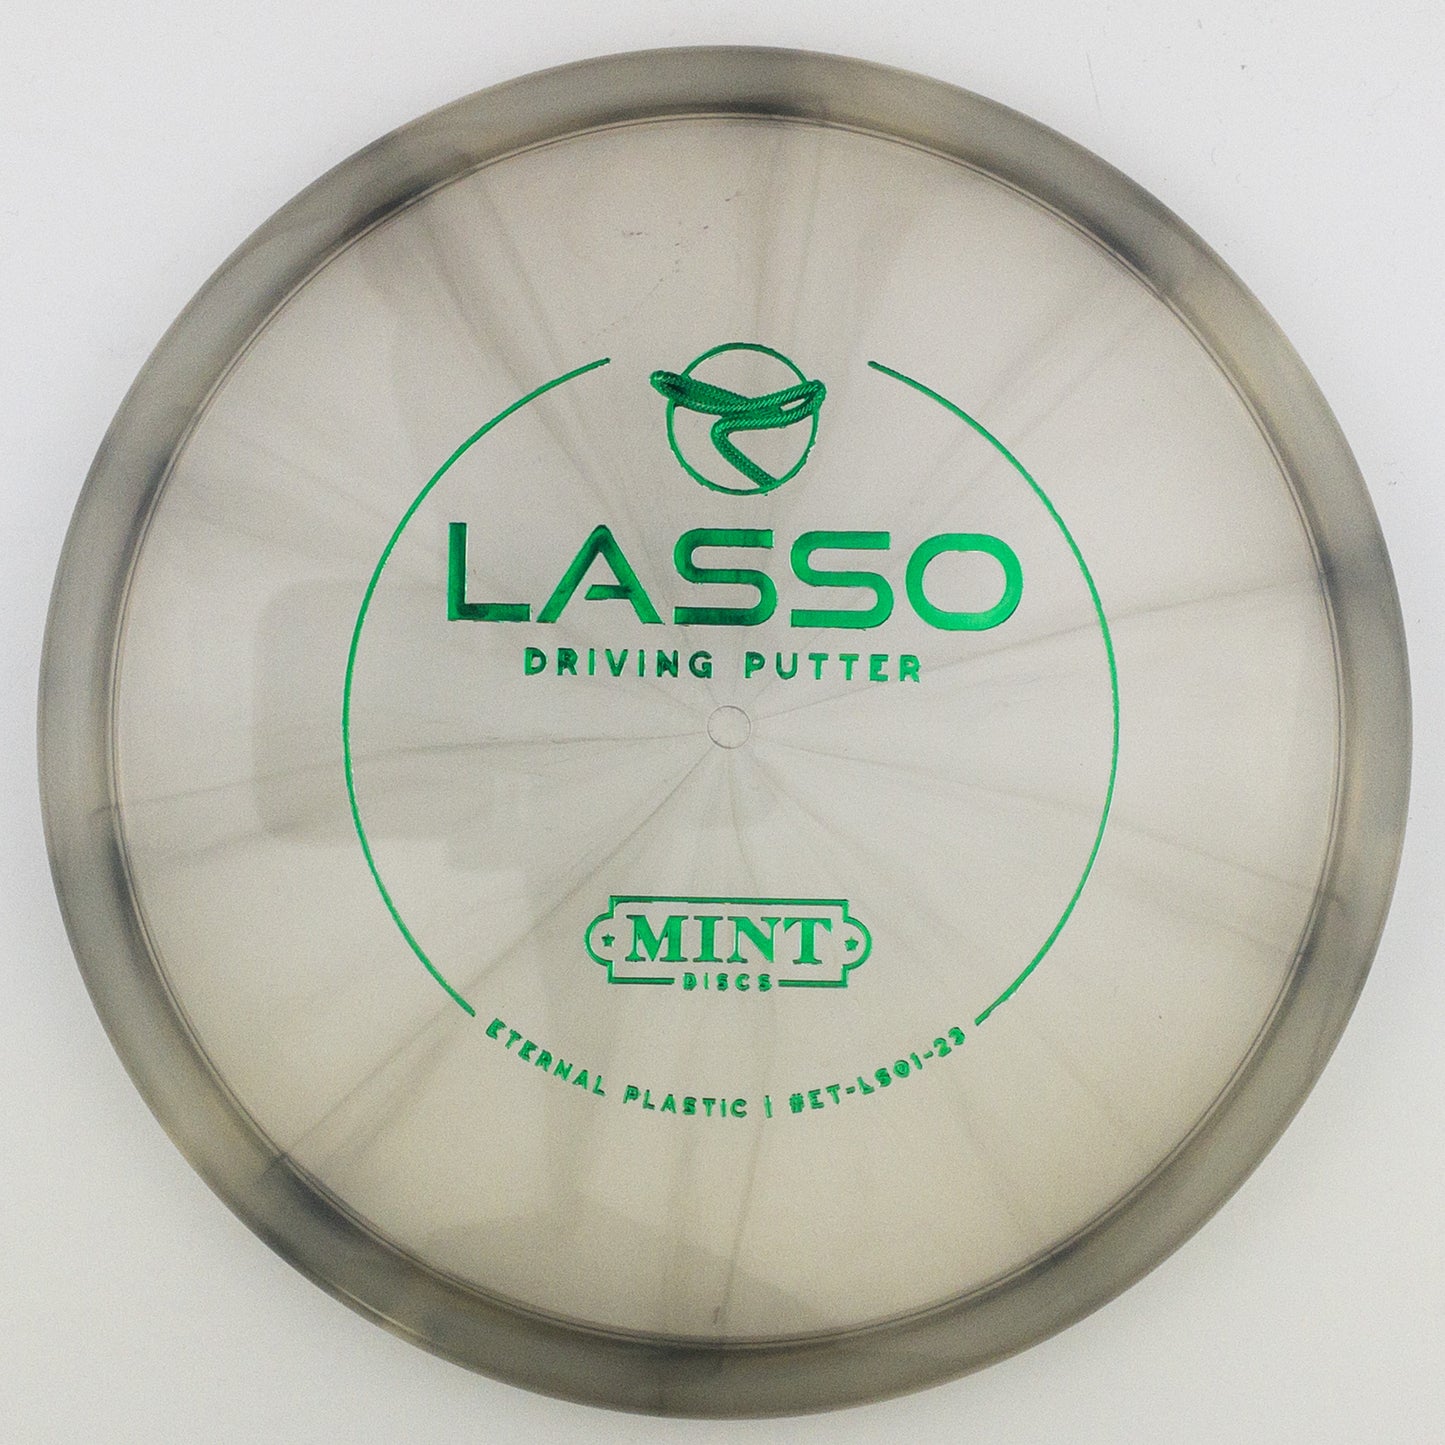 LASSO
DRIVING PUTTER
MINT
DISCS
ETERNAL PLASTIC | #ET-LS01-23